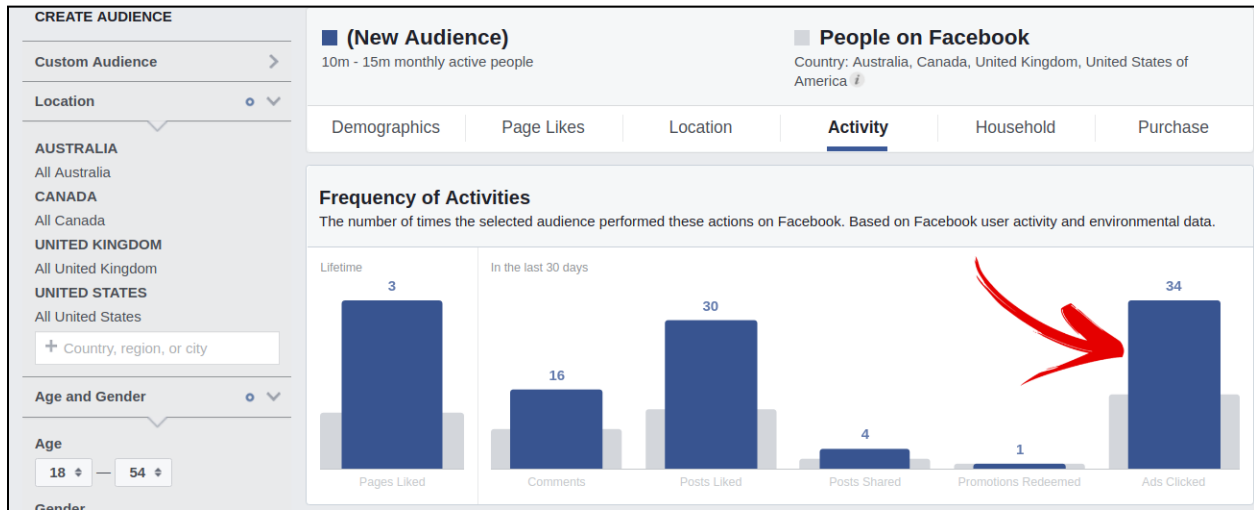 CREATE AUDIENCE
Custom Audience
Location
AUSTRALIA
All Australia
CANADA
All Canada
UNITED KINGDOM
All United Kingdom
UNITED STATES
All United States
+ Country, region, or city
Age and Gender
Age
18 — 54
Gender
(New Audience)
10m - 15m monthly active people
People on Facebook
Country: Australia, Canada, United Kingdom, United States of
America i
Demographics Page Likes Location Activity Household Purchase
Frequency of Activities
The number of times the selected audience performed these actions on Facebook. Based on Facebook user activity and environmental data.
Lifetime
In the last 30 days
3
16
30
4
1
34
Pages Liked Comments Posts Liked Posts Shared Promotions Redeemed Ads Clicked